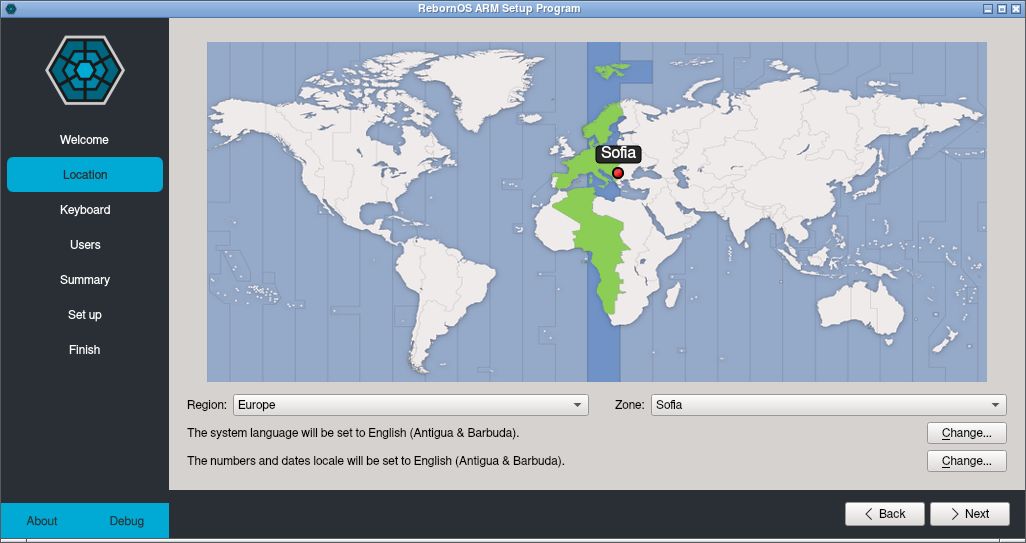 RebornOS ARM Setup Program
Welcome
Location
Keyboard
Users
Summary
Set up
Finish
Sofia
Region: Europe Zone: Sofia
The system language will be set to English (Antigua & Barbuda). Change...
The numbers and dates locale will be set to English (Antigua & Barbuda). Change...
About Debug Back Next